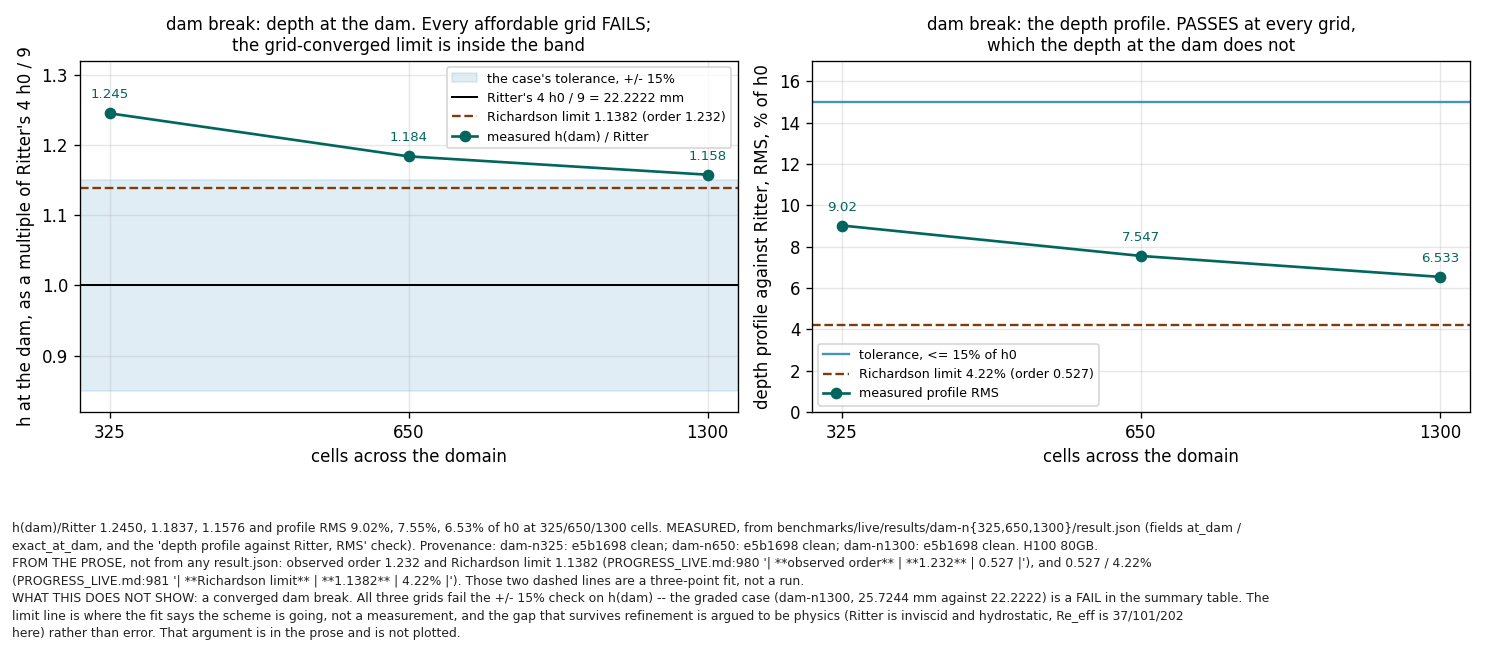 dam break: depth at the dam. Every affordable grid FAILS;
the grid-converged limit is inside the band
h at the dam, as a multiple of Ritter's 4 h0 / 9
1.3
1.2
1.1
1.0
0.9
1.245
1.184
1.158
the case's tolerance, +/- 15%
Ritter's 4 h0 / 9 = 22.2222 mm
Richardson limit 1.1382 (order 1.232)
measured h(dam) / Ritter
325
650
1300
cells across the domain
dam break: the depth profile. PASSES at every grid,
which the depth at the dam does not
depth profile against Ritter, RMS, % of h0
16
14
12
10
8
6
4
2
0
9.02
7.547
6.533
tolerance, <= 15% of h0
Richardson limit 4.22% (order 0.527)
measured profile RMS
325
650
1300
cells across the domain
h(dam)/Ritter 1.2450, 1.1837, 1.1576 and profile RMS 9.02%, 7.55%, 6.53% of h0 at 325/650/1300 cells. MEASURED, from benchmarks/live/results/dam-n{325,650,1300}/result.json (fields at_dam /
exact_at_dam, and the 'depth profile against Ritter, RMS' check). Provenance: dam-n325: e5b1698 clean; dam-n650: e5b1698 clean; dam-n1300: e5b1698 clean. H100 80GB.
FROM THE PROSE, not from any result.json: observed order 1.232 and Richardson limit 1.1382 (PROGRESS_LIVE.md:980 '| **observed order** | **1.232** | 0.527 |'), and 0.527 / 4.22%
(PROGRESS_LIVE.md:981 '| **Richardson limit** | **1.1382** | 4.22% |'). Those two dashed lines are a three-point fit, not a run.
WHAT THIS DOES NOT SHOW: a converged dam break. All three grids fail the +/- 15% check on h(dam) -- the graded case (dam-n1300, 25.7244 mm against 22.2222) is a FAIL in the summary table. The
limit line is where the fit says the scheme is going, not a measurement, and the gap that survives refinement is argued to be physics (Ritter is inviscid and hydrostatic, Re_eff is 37/101/202
here) rather than error. That argument is in the prose and is not plotted.